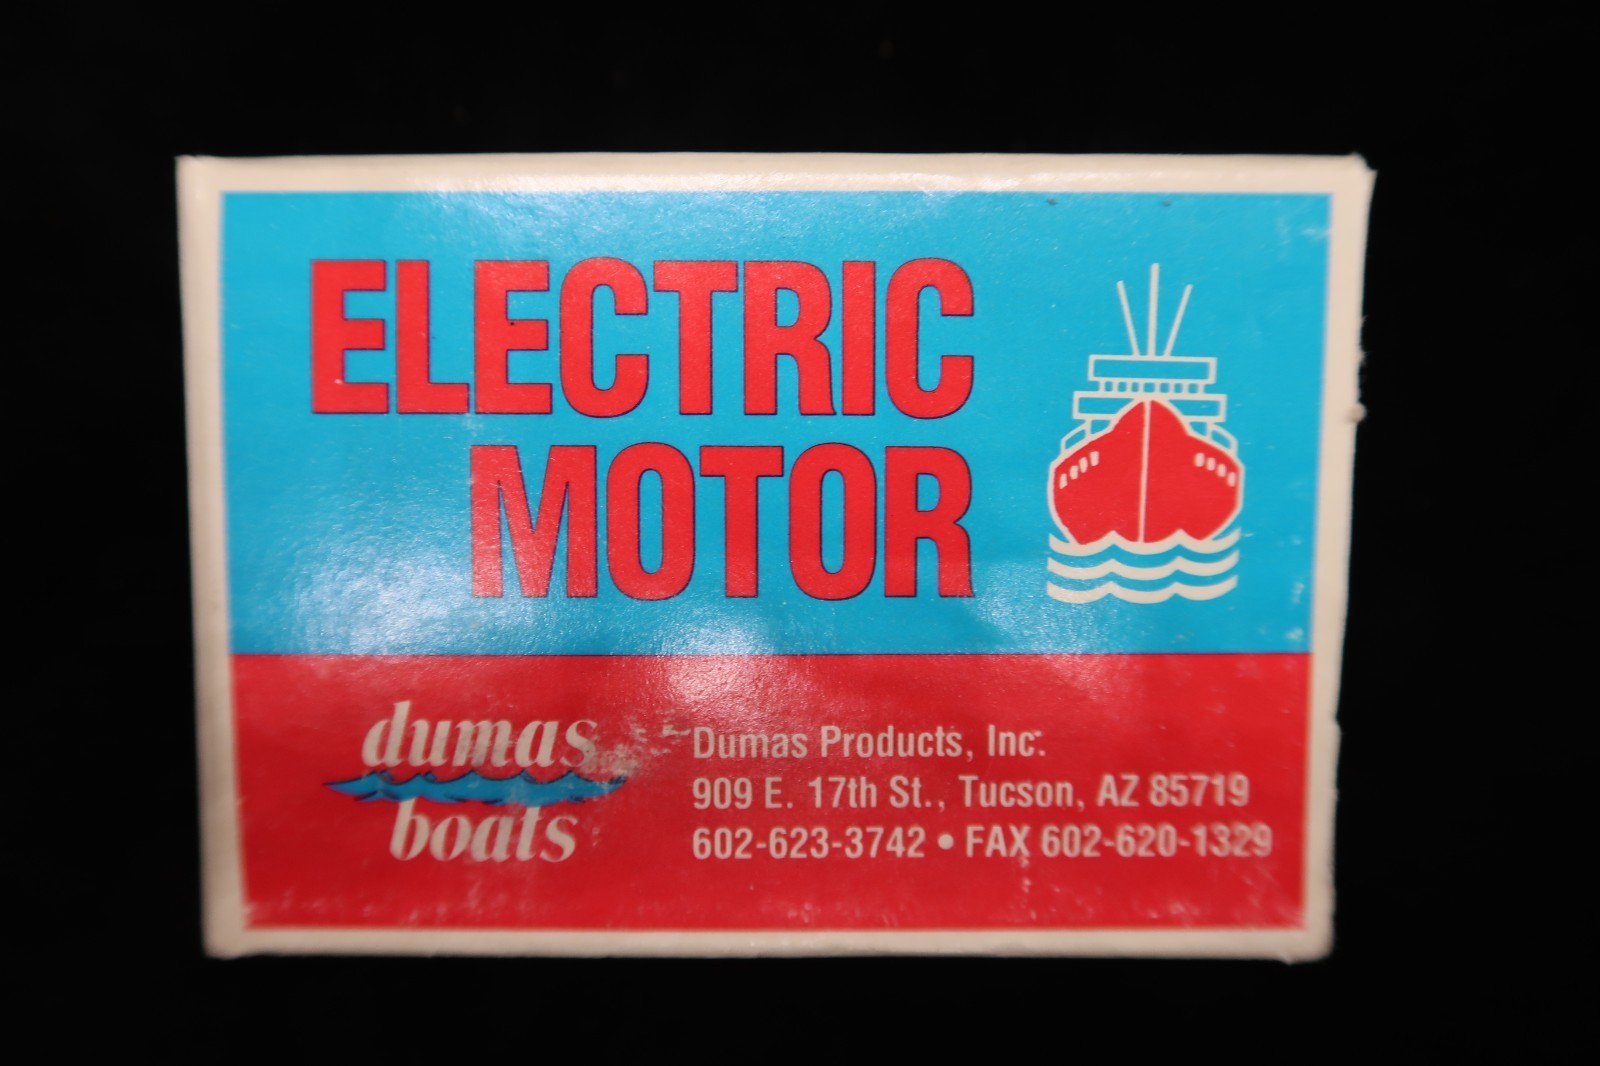 ELECTRIC
MOTOR
dumas
boats
Dumas Products, Inc.
909 E. 17th St., Tucson, AZ 85719
602-623-3742 • FAX 602-620-1329